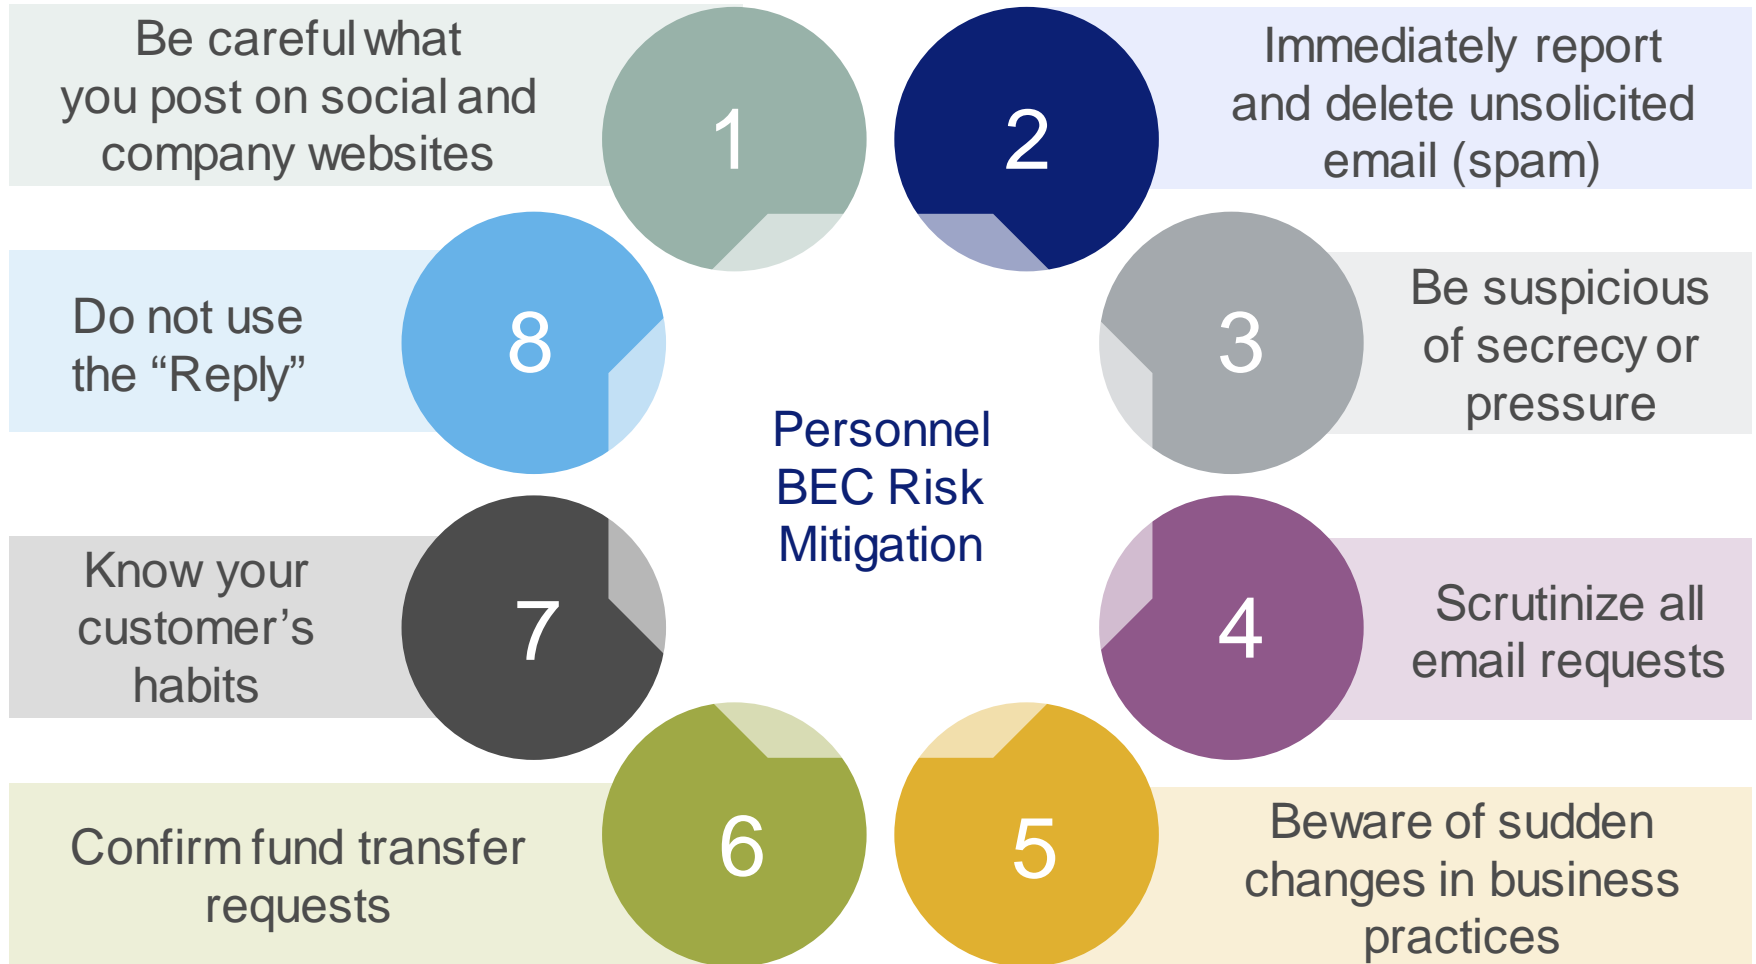 Be careful what
you post on social and
company websites
1
2
Immediately report
and delete unsolicited
email (spam)
3
Be suspicious
of secrecy or
pressure
4
Scrutinize all
email requests
5
Beware of sudden
changes in business
practices
6
Confirm fund transfer
requests
7
Know your
customer’s
habits
8
Do not use
the “Reply”
Personnel
BEC Risk
Mitigation